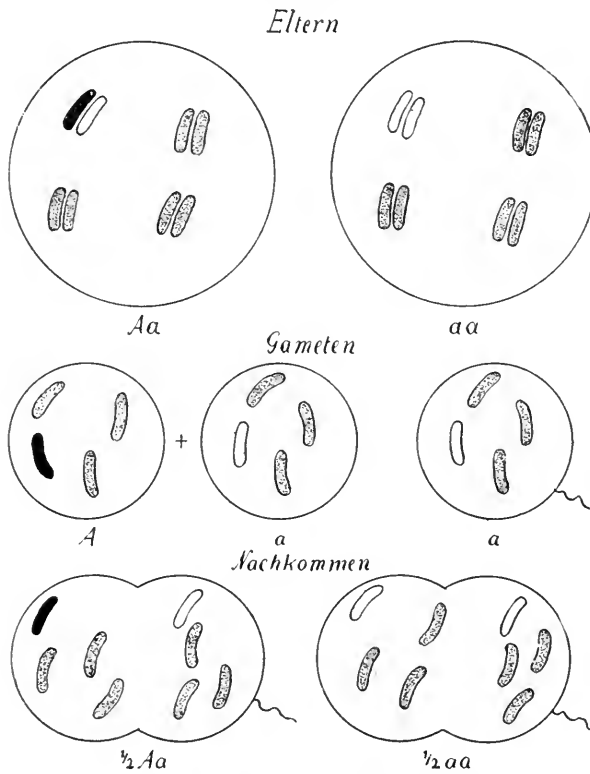 Eltern
Aa aa
Gameten
+
A a a
Nachkommen
½ Aa ½ aa